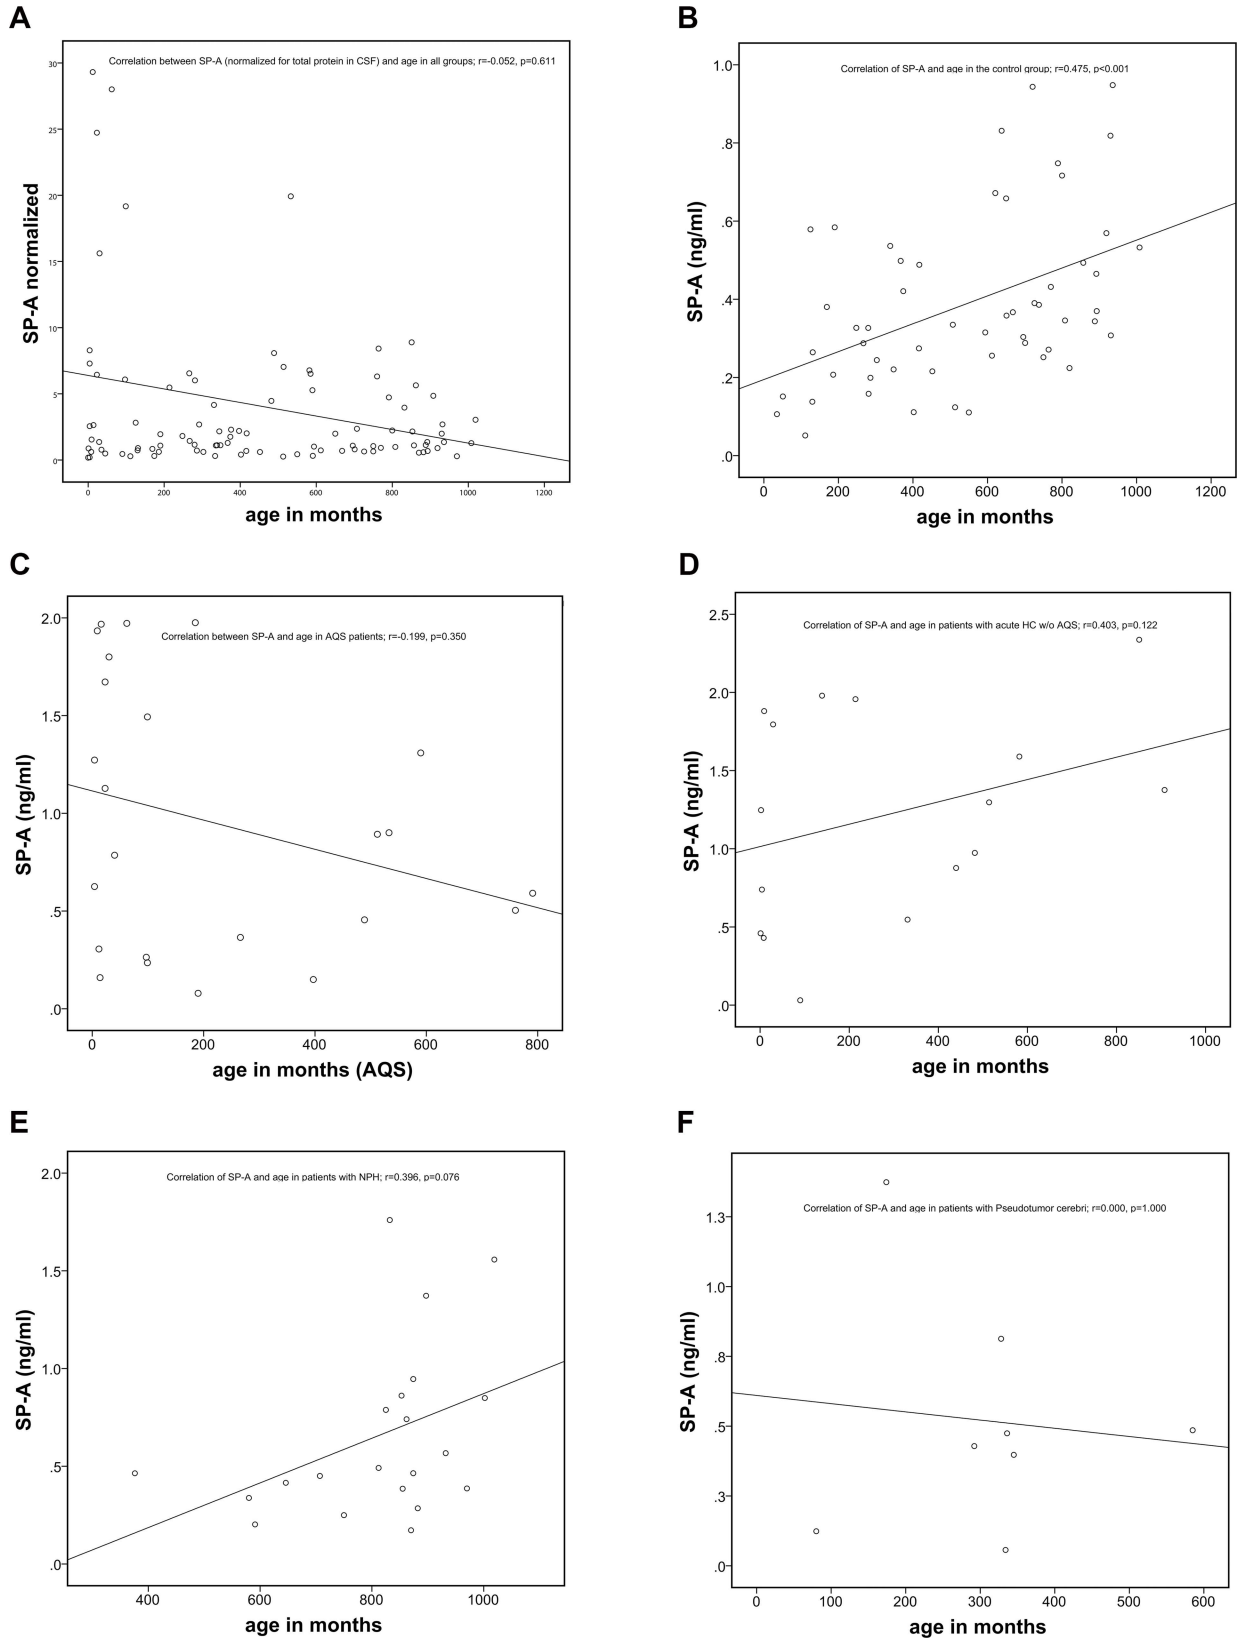 A
Correlation between SP-A (normalized for total protein in CSF) and age in all groups; r=-0.052, p=0.611
SP-A normalized
30
25
20
15
10
5
0
0 200 400 600 800 1000 1200
age in months
B
Correlation of SP-A and age in the control group; r=0.475, p<0.001
SP-A (ng/ml)
1.0
.8
.6
.4
.2
.0
0 200 400 600 800 1000 1200
age in months
C
Correlation between SP-A and age in AQS patients; r=-0.199, p=0.350
SP-A (ng/ml)
2.0
1.5
1.0
.5
.0
0 200 400 600 800
age in months (AQS)
D
Correlation of SP-A and age in patients with acute HC w/o AQS; r=0.403, p=0.122
SP-A (ng/ml)
2.5
2.0
1.5
1.0
.5
.0
0 200 400 600 800 1000
age in months
E
Correlation of SP-A and age in patients with NPH; r=0.396, p=0.076
SP-A (ng/ml)
2.0
1.5
1.0
.5
.0
400 600 800 1000
age in months
F
Correlation of SP-A and age in patients with Pseudotumor cerebri; r=0.000, p=1.000
SP-A (ng/ml)
1.3
1.0
.8
.5
.3
.0
0 100 200 300 400 500 600
age in months